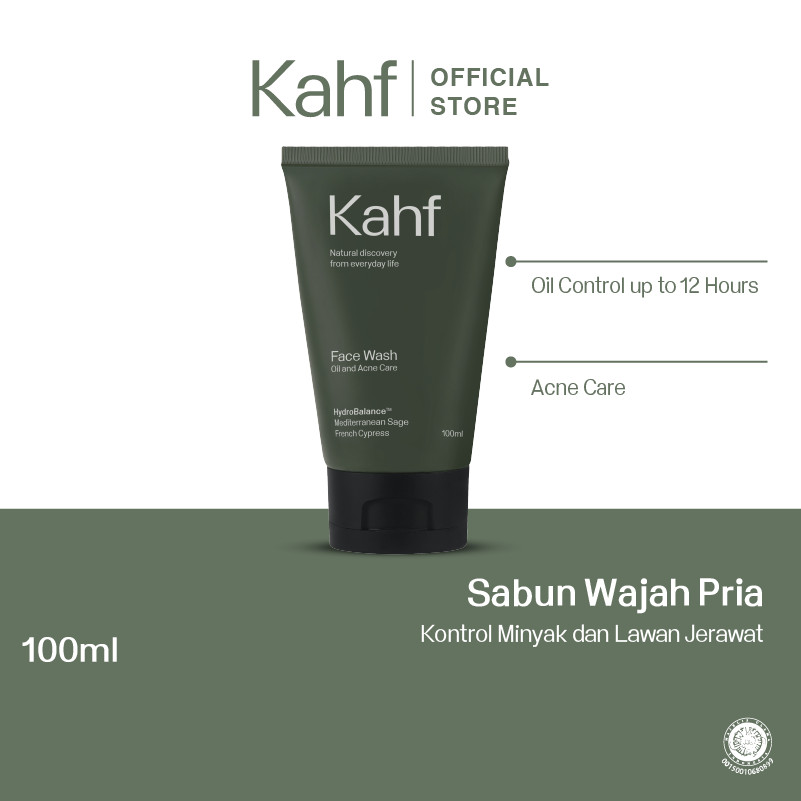 Kahf
OFFICIAL
STORE
Kahf
Natural discovery
from everyday life
Oil Control up to 12 Hours
Face Wash
Oil and Acne Care
Acne Care
HydroBalance™
Mediterranean Sage
French Cypress
100ml
Sabun Wajah Pria
Kontrol Minyak dan Lawan Jerawat
100ml